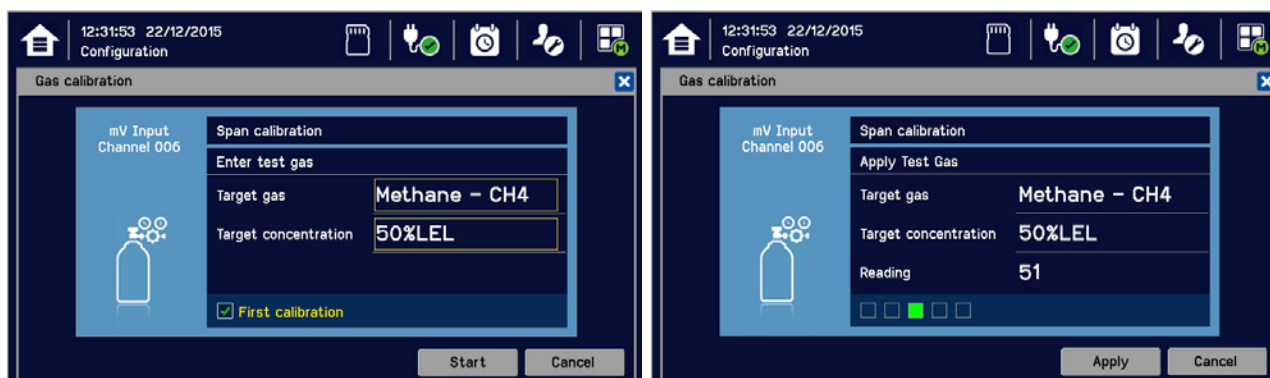 12:31:53 22/12/2015
Configuration
M
Gas calibration
mV Input
Channel 006
Span calibration
Enter test gas
Target gas
Methane - CH4
Target concentration
50%LEL
First calibration
Start
Cancel
12:31:53 22/12/2015
Configuration
M
Gas calibration
mV Input
Channel 006
Span calibration
Apply Test Gas
Target gas
Methane - CH4
Target concentration
50%LEL
Reading
51
Apply
Cancel